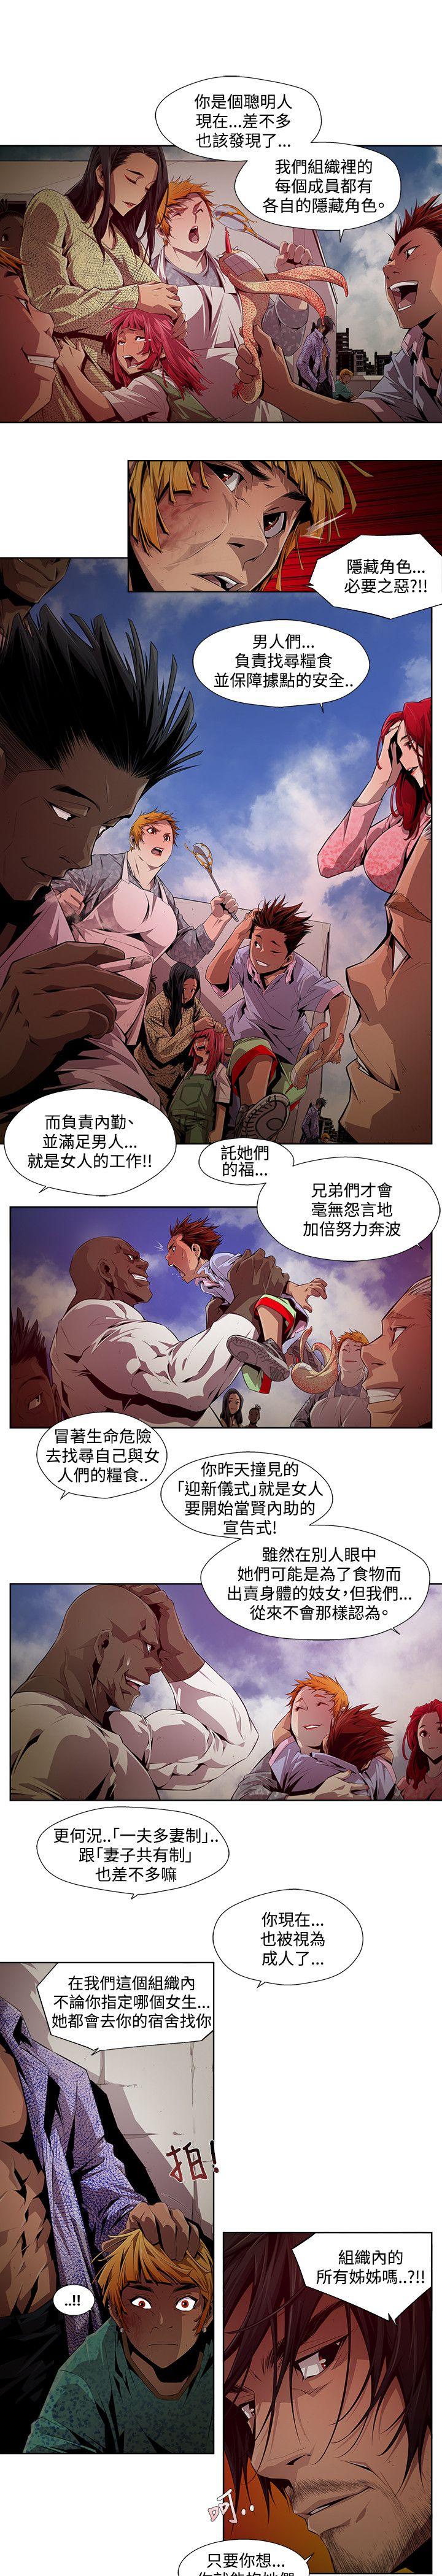 你是個聰明人
現在...差不多
也該發現了...
我們組織裡的
每個成員都有
各自的隱藏角色。
隱藏角色...
必要之惡?!!
男人們...
負責找尋糧食
並保障據點的安全..
而負責內勤、
並滿足男人...
就是女人的工作!!
託她們
的福...
兄弟們才會
毫無怨言地
加倍努力奔波
冒著生命危險
去找尋自己與女
人們的糧食..
你昨天撞見的
「迎新儀式」就是女人
要開始當賢內助的
宣告式!
雖然在別人眼中
她們可能是為了食物而
出賣身體的妓女,但我們...
從來不會那樣認為。
更何況..「一夫多妻制」..
跟「妻子共有制」
也差不多嘛
你現在...
也被視為
成人了...
在我們這個組織內
不論你指定哪個女生...
她都會去你的宿舍找你
拍!
..!!
組織內的
所有姊姊嗎..?!!
呵..
只要你想...